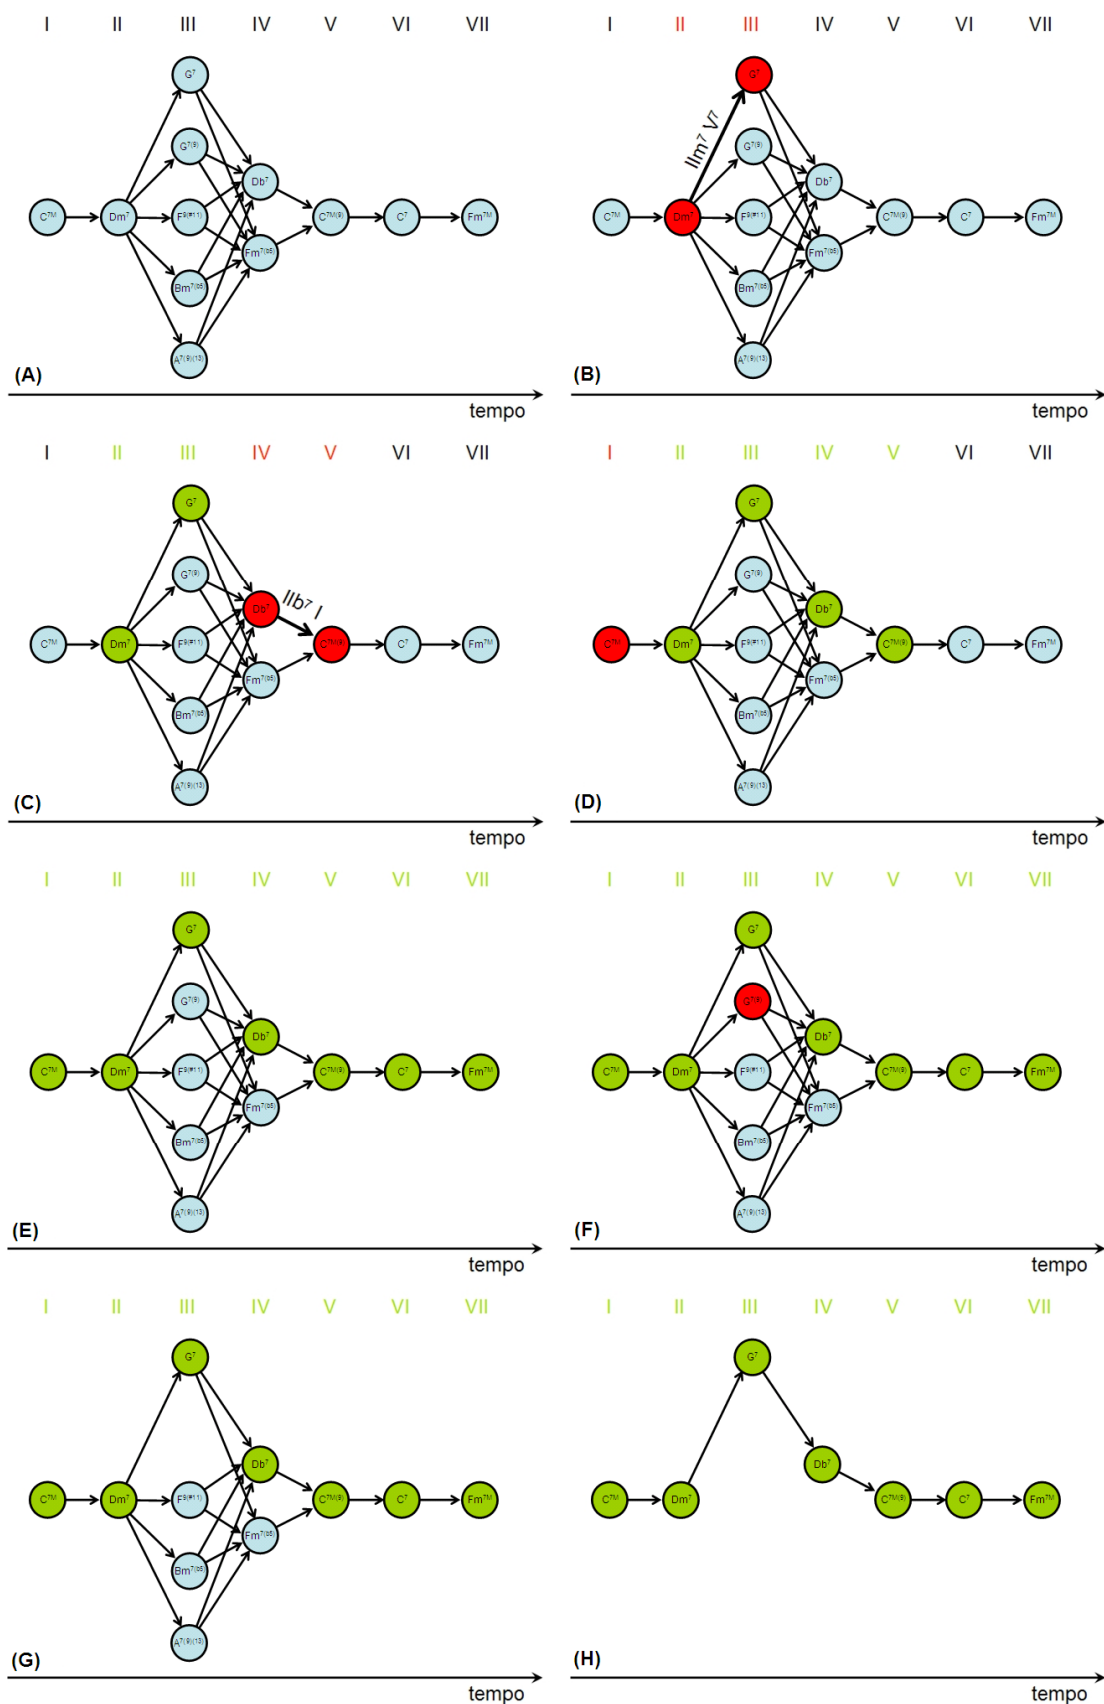 I II III IV V VI VII
G7
G7(9)
Db7
C7M Dm7 F9(#11) C7M(9) C7 Fm7M
Fm7(b5)
Bm7(b5)
A7(9)(13)
(A)
tempo
I II III IV V VI VII
G7
IIm7 V7
G7(9)
Db7
C7M Dm7 F9(#11) C7M(9) C7 Fm7M
Fm7(b5)
Bm7(b5)
A7(9)(13)
(B)
tempo
I II III IV V VI VII
G7
G7(9)
IIb7 I
Db7
C7M Dm7 F9(#11) C7M(9) C7 Fm7M
Fm7(b5)
Bm7(b5)
A7(9)(13)
(C)
tempo
I II III IV V VI VII
G7
G7(9)
Db7
C7M Dm7 F9(#11) C7M(9) C7 Fm7M
Fm7(b5)
Bm7(b5)
A7(9)(13)
(D)
tempo
I II III IV V VI VII
G7
G7(9)
Db7
C7M Dm7 F9(#11) C7M(9) C7 Fm7M
Fm7(b5)
Bm7(b5)
A7(9)(13)
(E)
tempo
I II III IV V VI VII
G7
G7(9)
Db7
C7M Dm7 F9(#11) C7M(9) C7 Fm7M
Fm7(b5)
Bm7(b5)
A7(9)(13)
(F)
tempo
I II III IV V VI VII
G7
Db7
C7M Dm7 F9(#11) C7M(9) C7 Fm7M
Fm7(b5)
Bm7(b5)
A7(9)(13)
(G)
tempo
I II III IV V VI VII
G7
Db7
C7M Dm7 C7M(9) C7 Fm7M
(H)
tempo